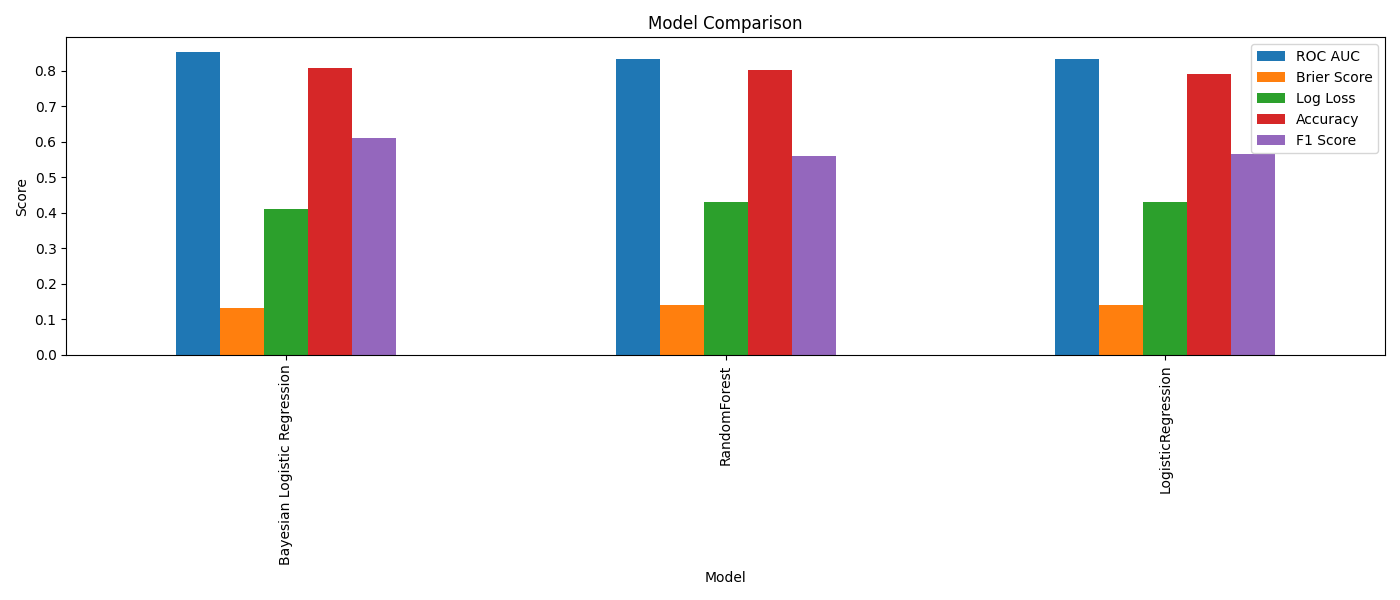 Model Comparison
ROC AUC
Brier Score
Log Loss
Accuracy
F1 Score
Score
0.8
0.7
0.6
0.5
0.4
0.3
0.2
0.1
0.0
Bayesian Logistic Regression
RandomForest
LogisticRegression
Model